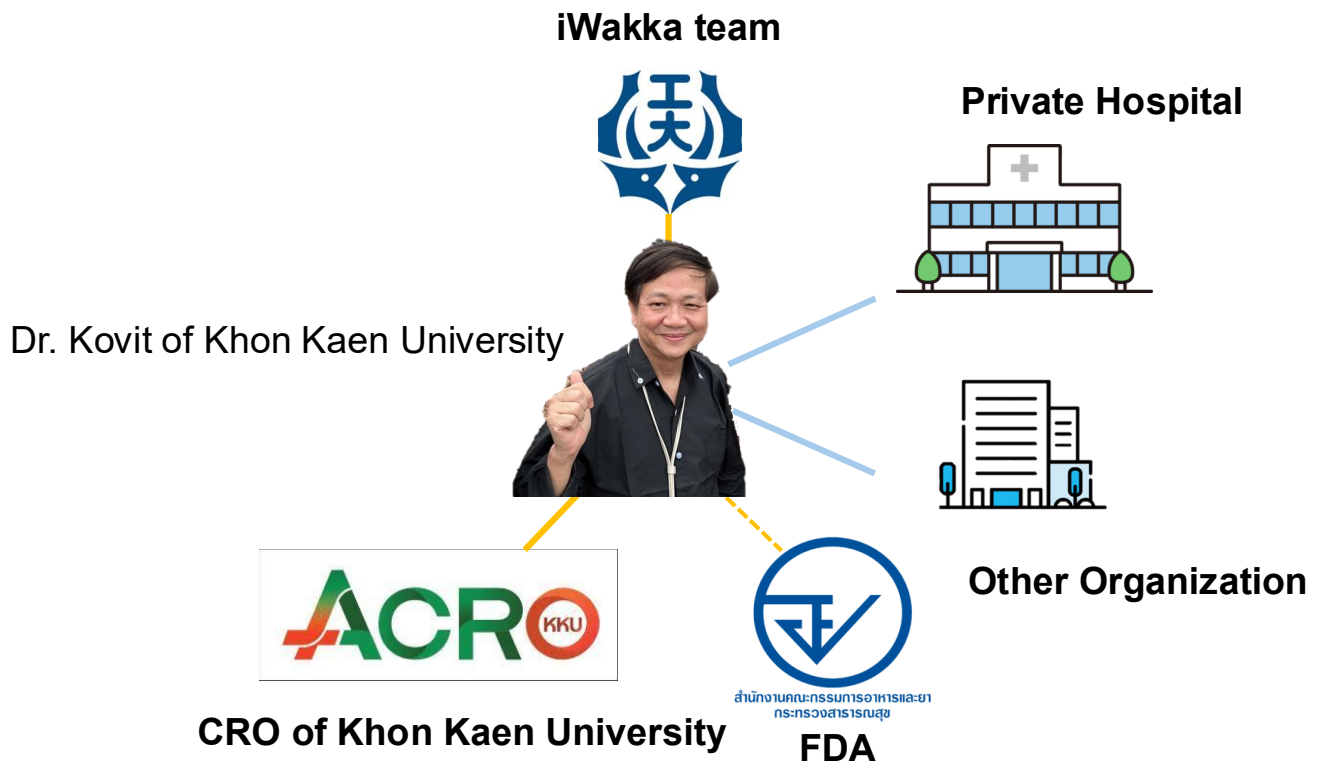 iWakka team
工大
Private Hospital
Dr. Kovit of Khon Kaen University
Other Organization
ACRO
KKU
สำนักงานคณะกรรมการอาหารและยา
กระทรวงสาธารณสุข
CRO of Khon Kaen University
FDA